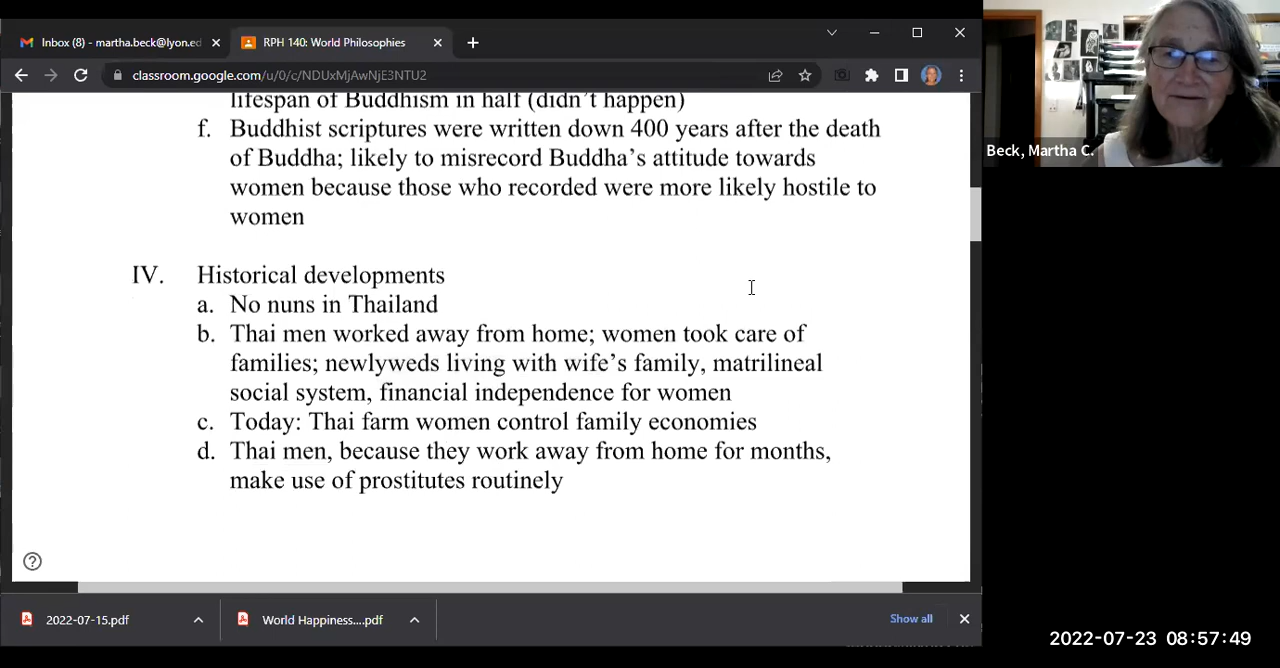 Inbox (8) - martha.beck@lyon.ed
RPH 140: World Philosophies
classroom.google.com/u/0/c/NDUxMjAwNjE3NTU2
lifespan of Buddhism in half (didn't happen)
f. Buddhist scriptures were written down 400 years after the death
of Buddha; likely to misrecord Buddha's attitude towards
women because those who recorded were more likely hostile to
women
Beck, Martha C.
IV. Historical developments
a. No nuns in Thailand
b. Thai men worked away from home; women took care of
families; newlyweds living with wife's family, matrilineal
social system, financial independence for women
c. Today: Thai farm women control family economies
d. Thai men, because they work away from home for months,
make use of prostitutes routinely
2022-07-15.pdf
World Happiness....pdf
Show all
2022-07-23 08:57:49